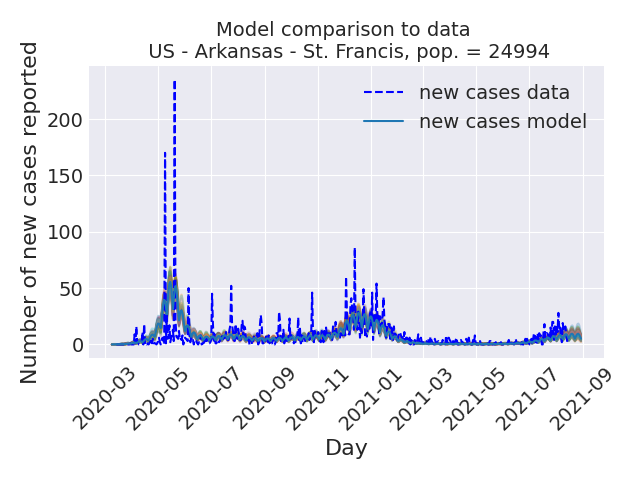 Model comparison to data
US - Arkansas - St. Francis, pop. = 24994
Number of new cases reported
200
150
100
50
0
new cases data
new cases model
2020-03
2020-05
2020-07
2020-09
2020-11
2021-01
2021-03
2021-05
2021-07
2021-09
Day